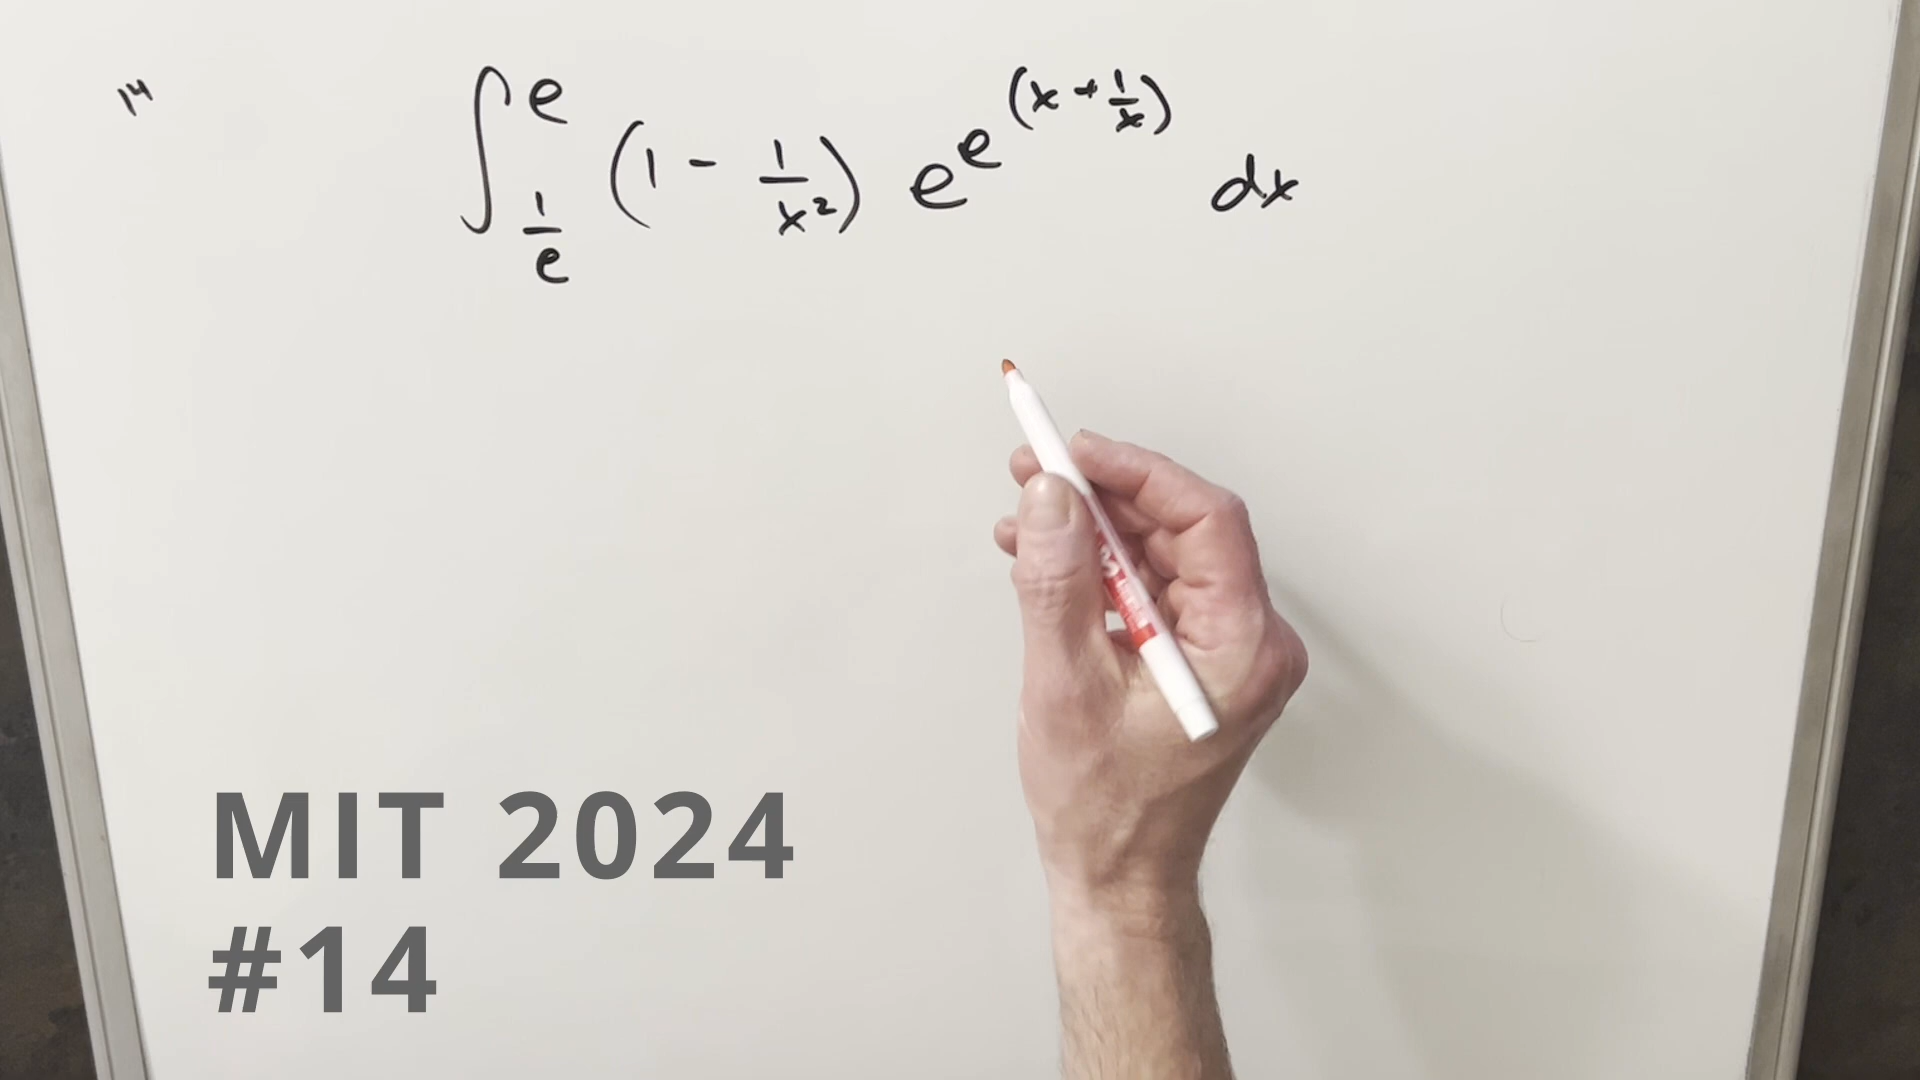 14
∫_{1/e}^{e} (1 - 1/x²) e^{e^{(x + 1/x)}} dx
MIT 2024
#14